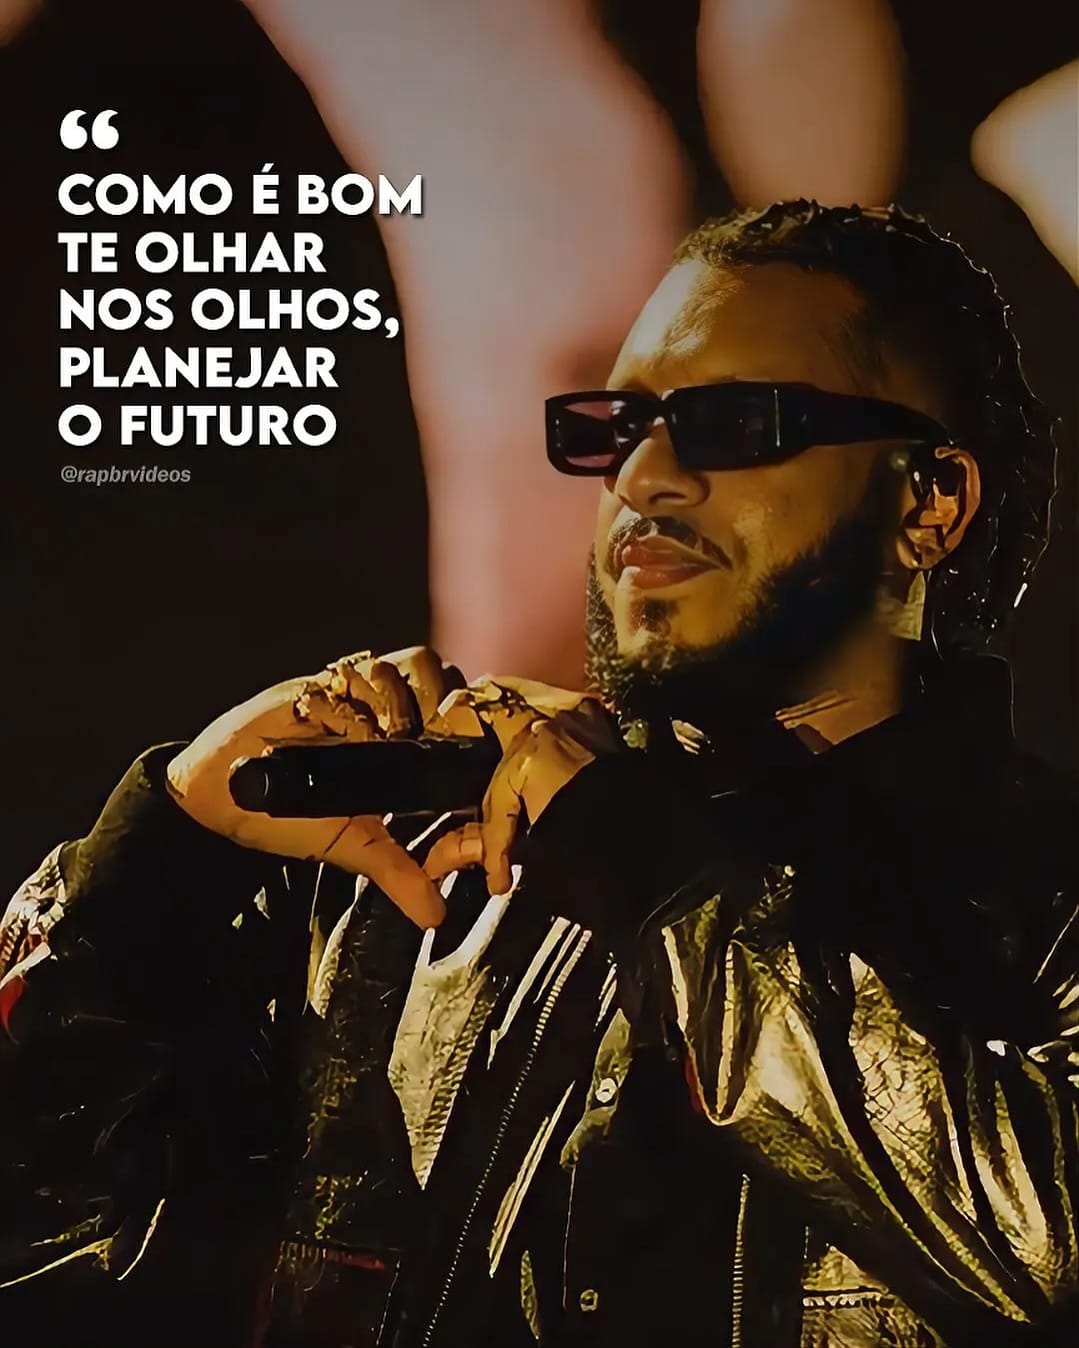 “
COMO É BOM
TE OLHAR
NOS OLHOS,
PLANEJAR
O FUTURO
@rapbrvideos